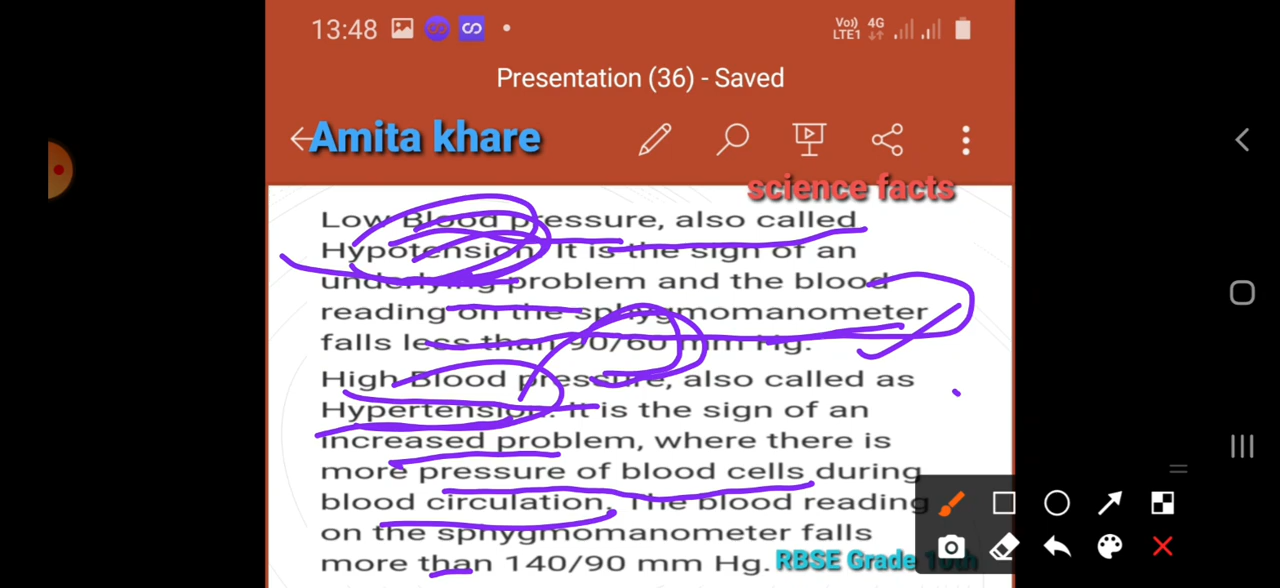 13:48
Vo)) 4G
LTE1
Presentation (36) - Saved
Amita khare
science facts
Low Blood pressure, also called
Hypotension. It is the sign of an
underlying problem and the blood
reading on the sphygmomanometer
falls less than 90/60 mm Hg.
High Blood pressure, also called as
Hypertension. It is the sign of an
increased problem, where there is
more pressure of blood cells during
blood circulation. The blood reading
on the sphygmomanometer falls
more than 140/90 mm Hg.
RBSE Grade 10th